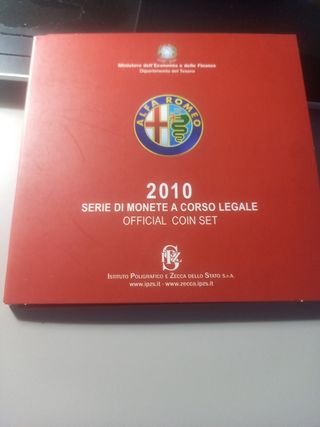 Ministero dell'Economia e delle Finanze
Dipartimento del Tesoro
ALFA ROMEO
2010
SERIE DI MONETE A CORSO LEGALE
OFFICIAL COIN SET
IPZS
ISTITUTO POLIGRAFICO E ZECCA DELLO STATO S.P.A.
www.ipzs.it - www.zecca.ipzs.it